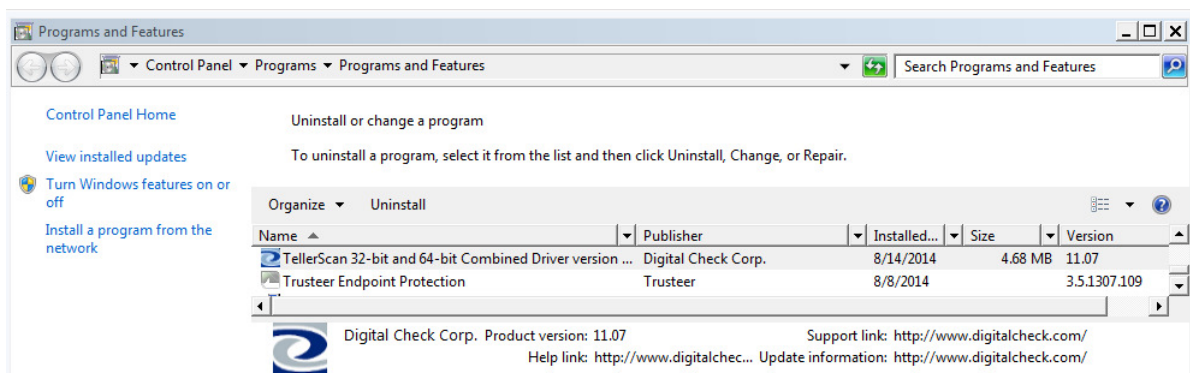 Programs and Features
Control Panel Programs Programs and Features Search Programs and Features
Control Panel Home
View installed updates
Turn Windows features on or
off
Install a program from the
network
Uninstall or change a program
To uninstall a program, select it from the list and then click Uninstall, Change, or Repair.
Organize Uninstall
Name Publisher Installed... Size Version
TellerScan 32-bit and 64-bit Combined Driver version ... Digital Check Corp. 8/14/2014 4.68 MB 11.07
Trusteer Endpoint Protection Trusteer 8/8/2014 3.5.1307.109
Digital Check Corp. Product version: 11.07 Support link: http://www.digitalcheck.com/
Help link: http://www.digitalchec... Update information: http://www.digitalcheck.com/